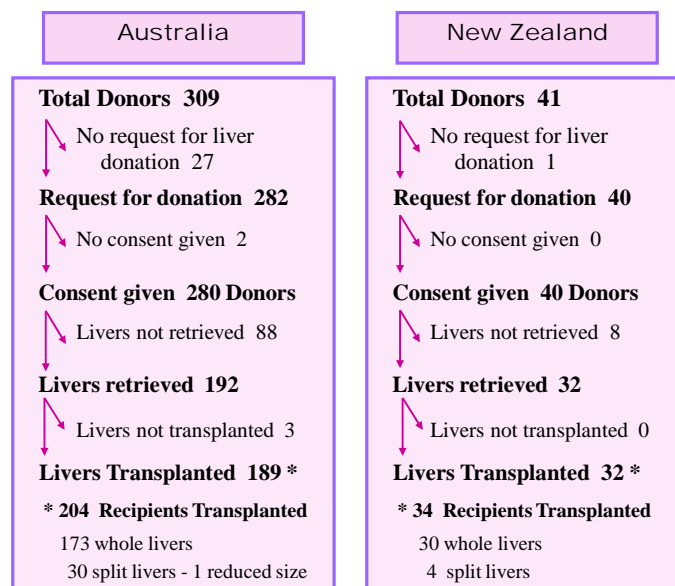 Australia
Total Donors 309
No request for liver
donation 27
Request for donation 282
No consent given 2
Consent given 280 Donors
Livers not retrieved 88
Livers retrieved 192
Livers not transplanted 3
Livers Transplanted 189 *
* 204 Recipients Transplanted
173 whole livers
30 split livers - 1 reduced size
New Zealand
Total Donors 41
No request for liver
donation 1
Request for donation 40
No consent given 0
Consent given 40 Donors
Livers not retrieved 8
Livers retrieved 32
Livers not transplanted 0
Livers Transplanted 32 *
* 34 Recipients Transplanted
30 whole livers
4 split livers